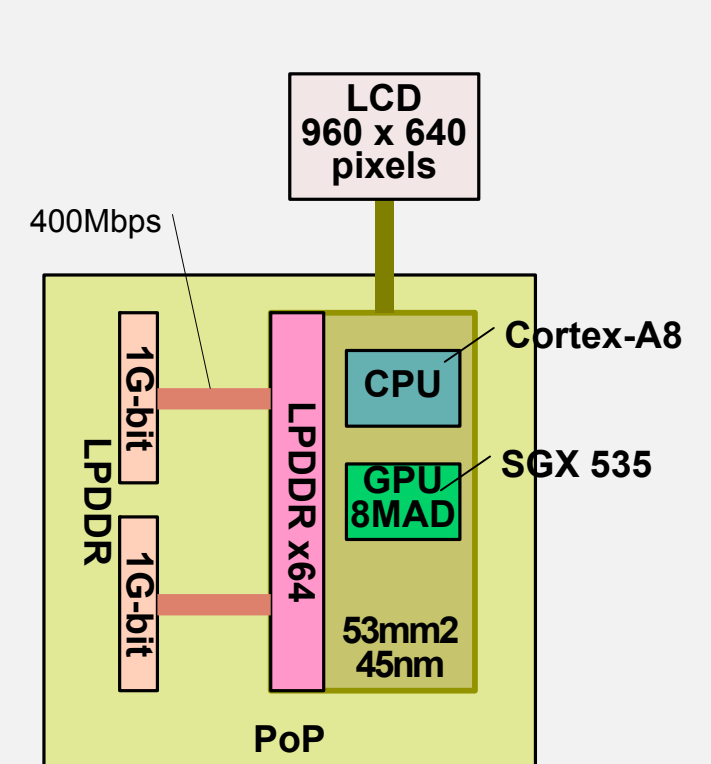 LCD
960 x 640
pixels
400Mbps
Cortex-A8
CPU
1G-bit
LPDDR
LPDDR x64
SGX 535
GPU
8MAD
1G-bit
53mm2
45nm
PoP